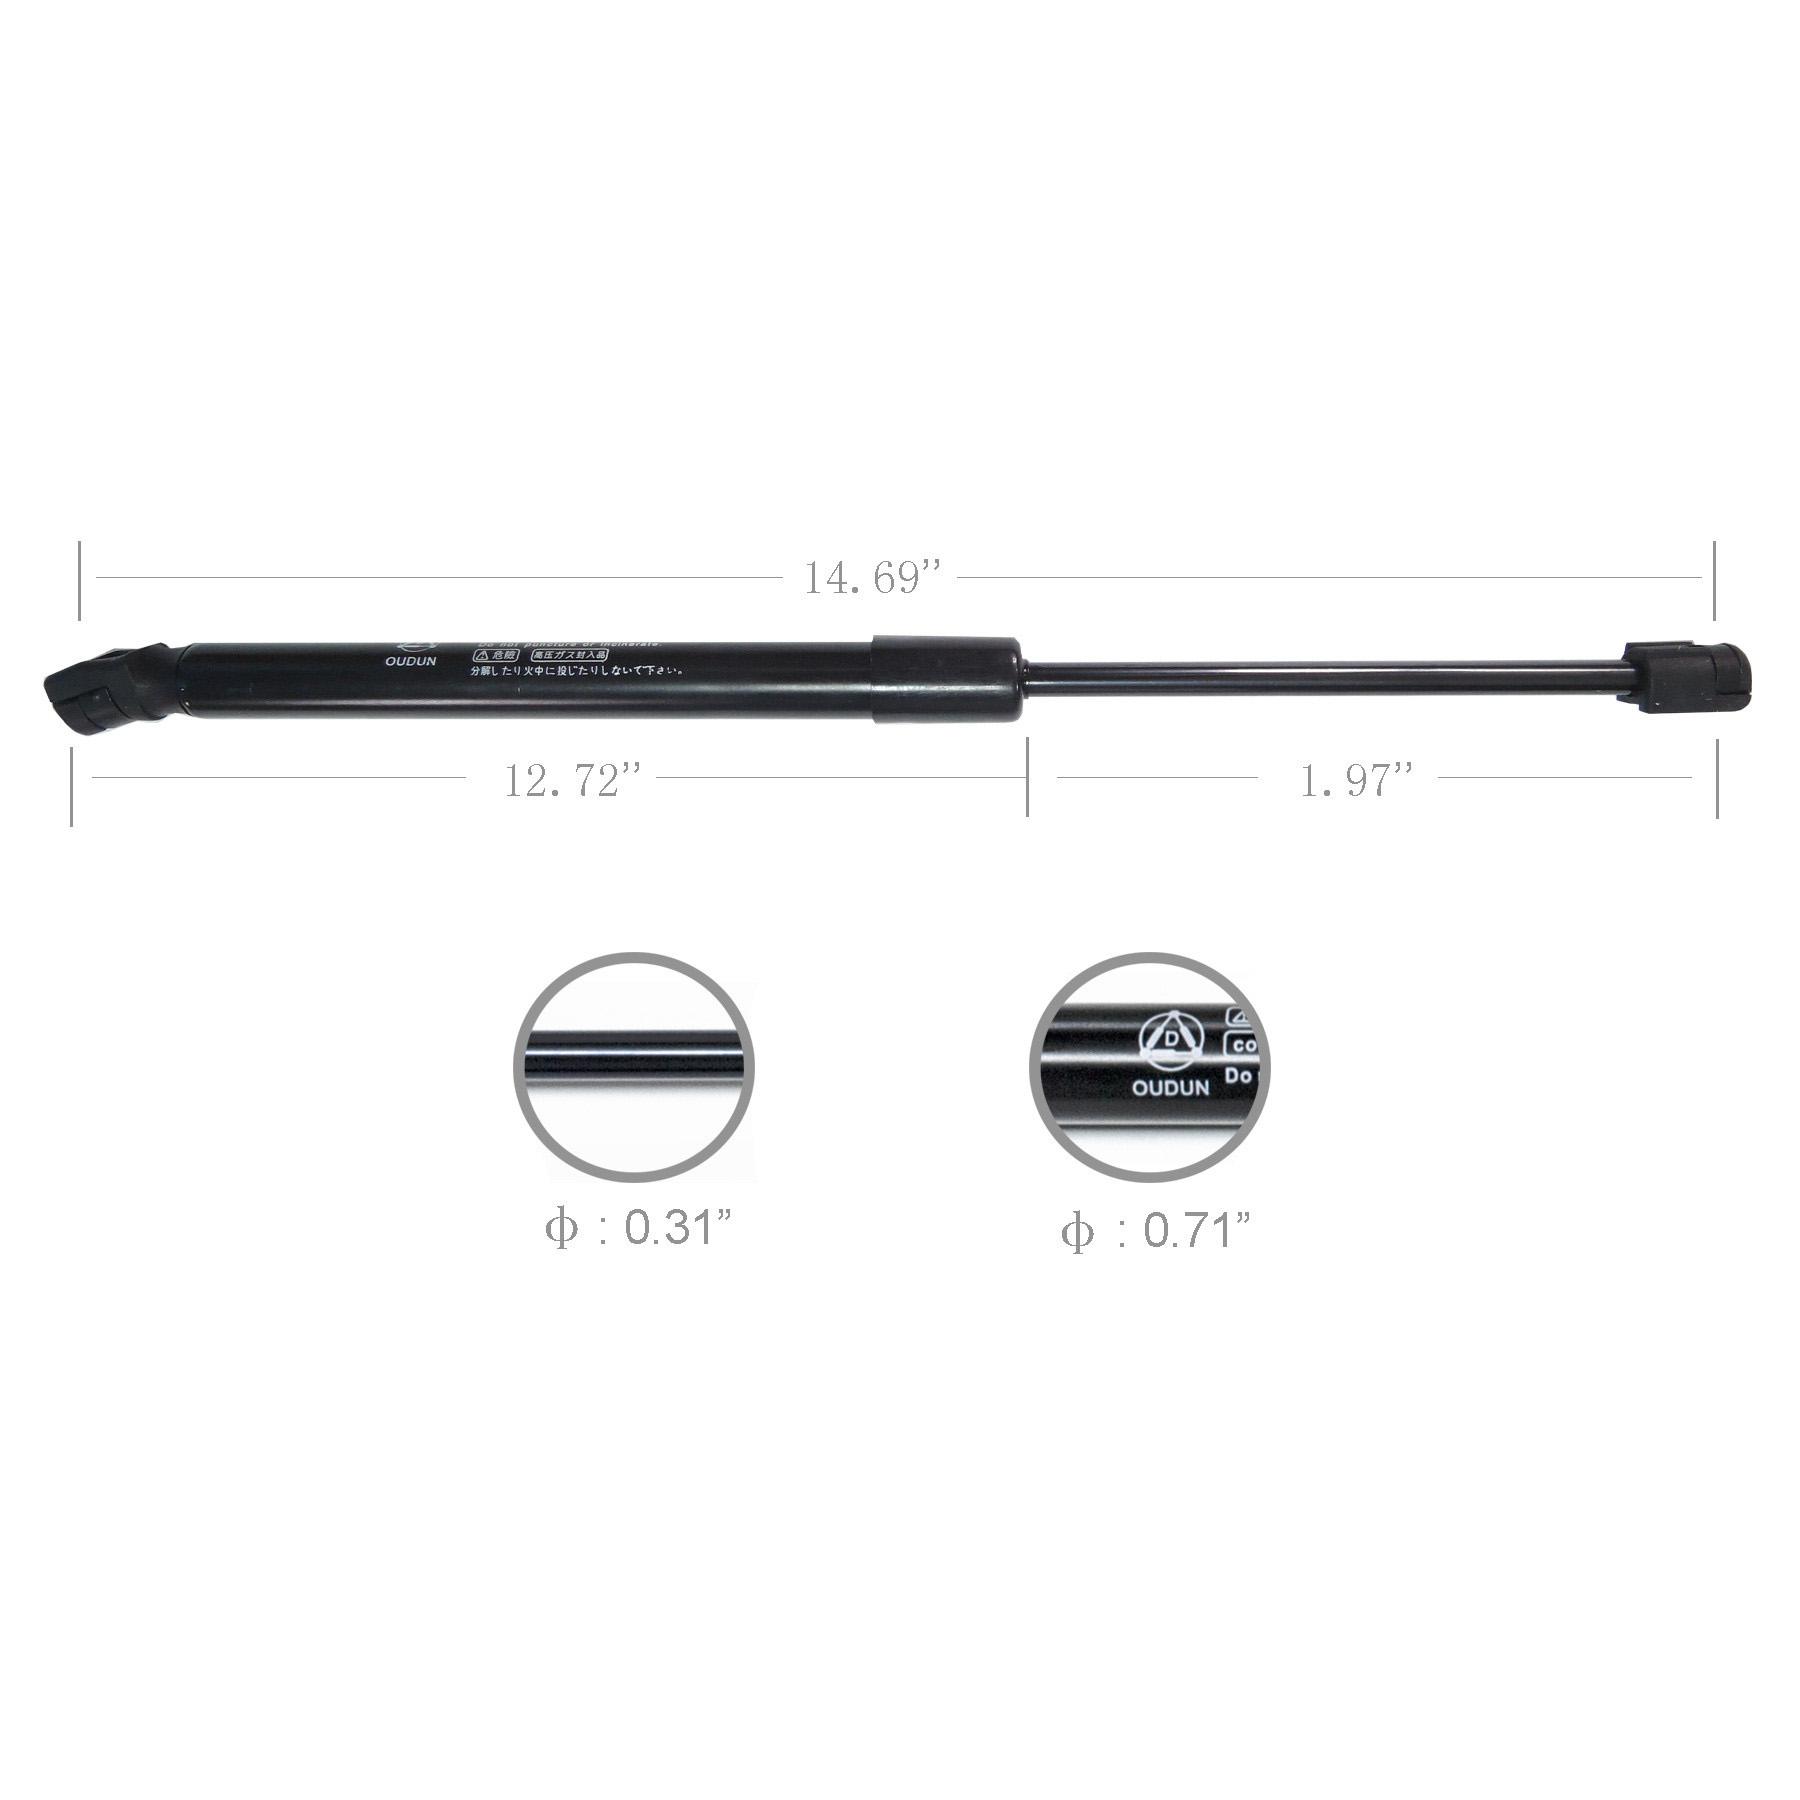 14.69”
Do not puncture or incinerate.
OUDUN
危險 高圧ガス封入品
分解したり火中に投じたりしないで下さい。
12.72”
1.97”
D
OUDUN
co
Do
ф : 0.31”
ф : 0.71”